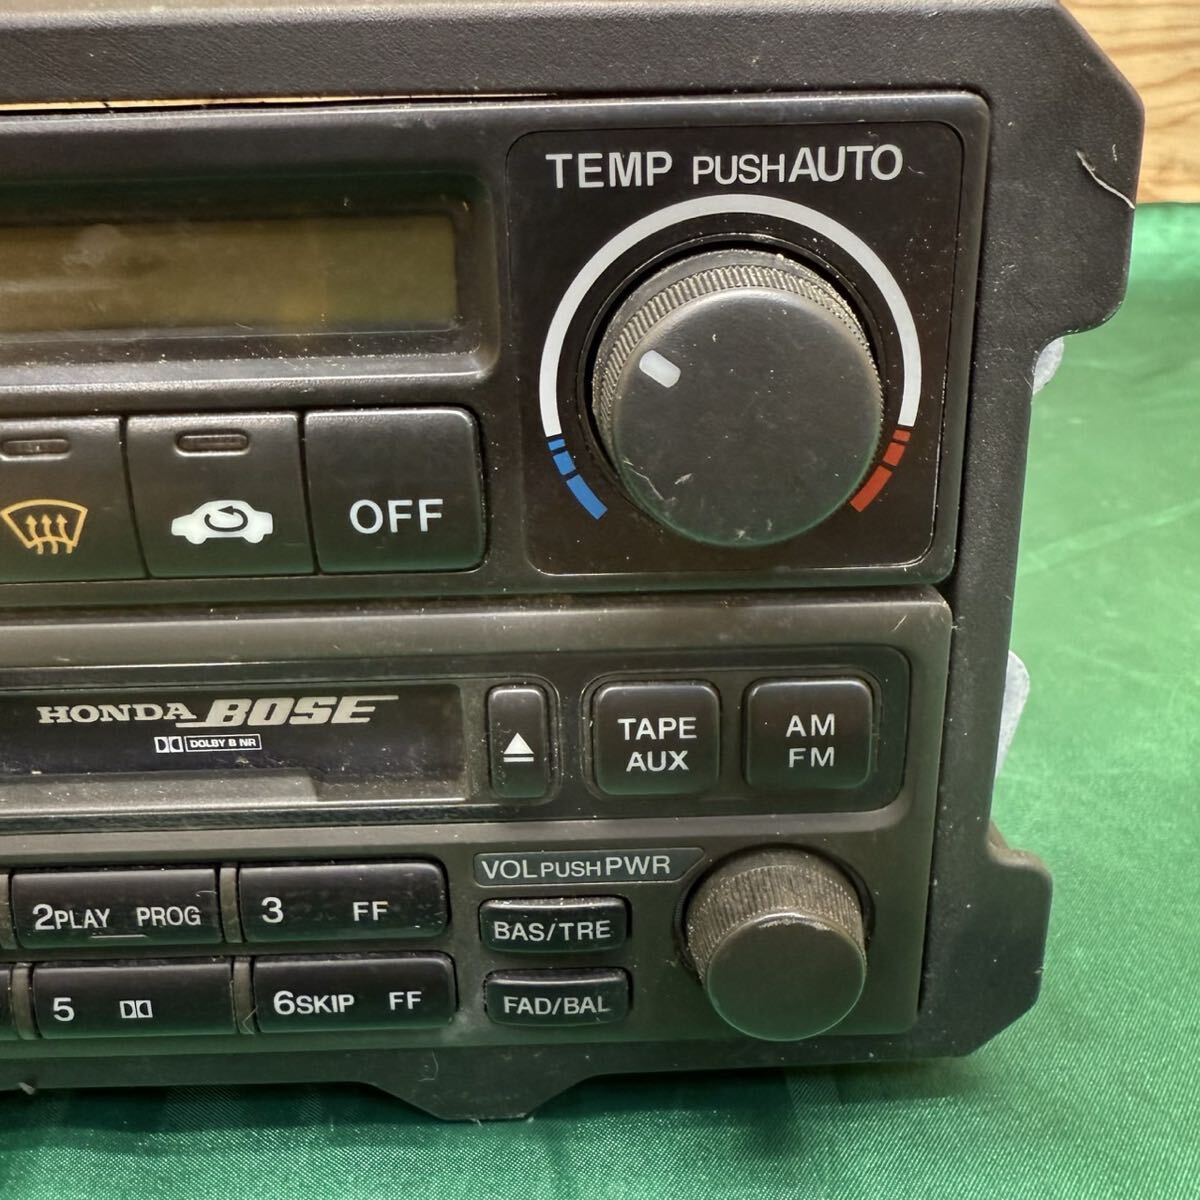 TEMP PUSH AUTO
OFF
HONDA BOSE
DOLBY B NR
TAPE
AUX
AM
FM
VOL PUSH PWR
2PLAY PROG
3 FF
BAS/TRE
5
6SKIP FF
FAD/BAL